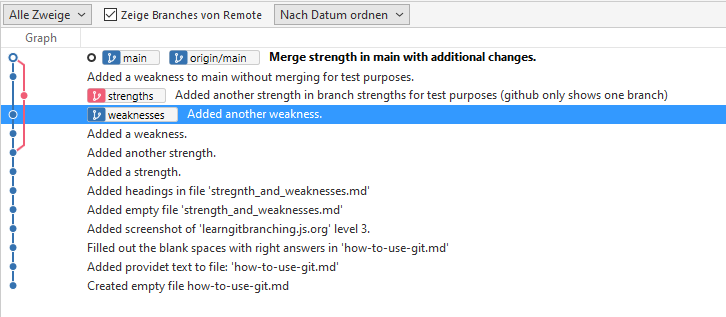 Alle Zweige Zeige Branches von Remote Nach Datum ordnen
Graph
main origin/main Merge strength in main with additional changes.
Added a weakness to main without merging for test purposes.
strengths Added another strength in branch strengths for test purposes (github only shows one branch)
weaknesses Added another weakness.
Added a weakness.
Added another strength.
Added a strength.
Added headings in file 'stregnth_and_weaknesses.md'
Added empty file 'strength_and_weaknesses.md'
Added screenshot of 'learngitbranching.js.org' level 3.
Filled out the blank spaces with right answers in 'how-to-use-git.md'
Added providet text to file: 'how-to-use-git.md'
Created empty file how-to-use-git.md